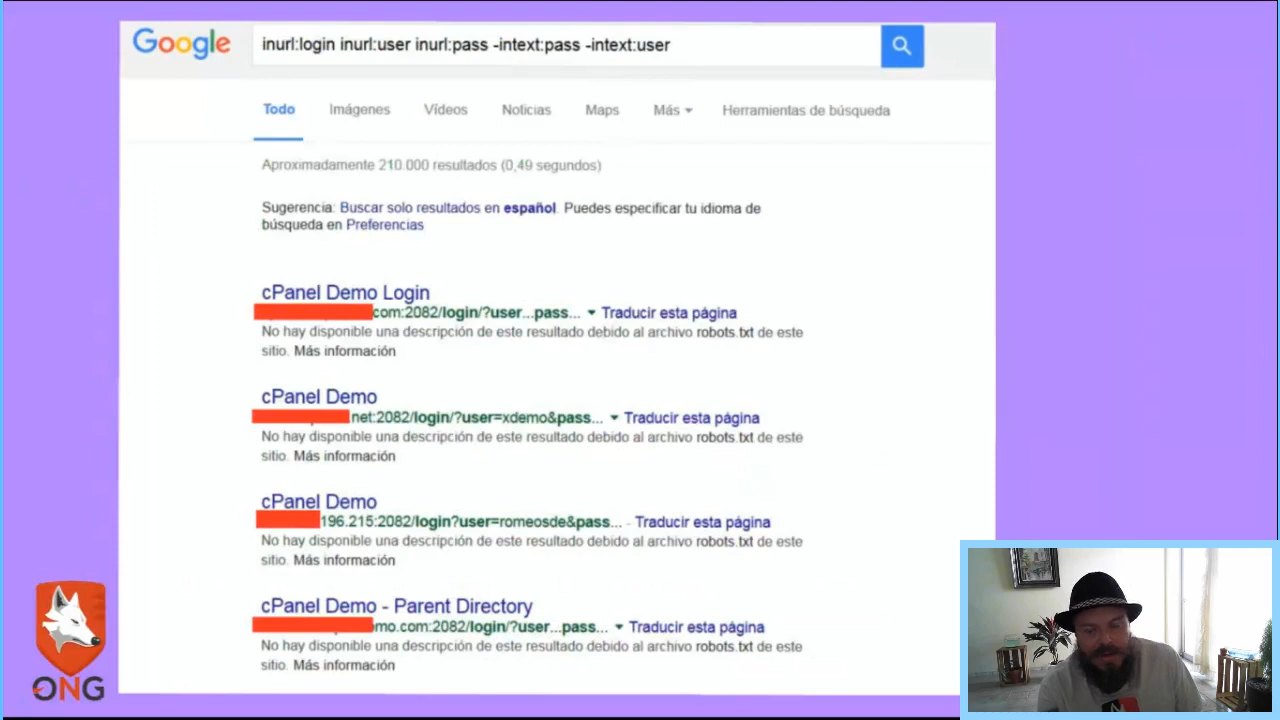 Google
inurl:login inurl:user inurl:pass -intext:pass -intext:user
Todo Imágenes Vídeos Noticias Maps Más Herramientas de búsqueda
Aproximadamente 210.000 resultados (0,49 segundos)
Sugerencia: Buscar solo resultados en español. Puedes especificar tu idioma de
búsqueda en Preferencias
cPanel Demo Login
com:2082/login/?user...pass... Traducir esta página
No hay disponible una descripción de este resultado debido al archivo robots.txt de este
sitio. Más información
cPanel Demo
net:2082/login/?user=xdemo&pass... Traducir esta página
No hay disponible una descripción de este resultado debido al archivo robots.txt de este
sitio. Más información
cPanel Demo
196.215:2082/login?user=romeosde&pass... - Traducir esta página
No hay disponible una descripción de este resultado debido al archivo robots.txt de este
sitio. Más información
cPanel Demo - Parent Directory
emo.com:2082/login/?user...pass... Traducir esta página
No hay disponible una descripción de este resultado debido al archivo robots.txt de este
sitio. Más información
ONG